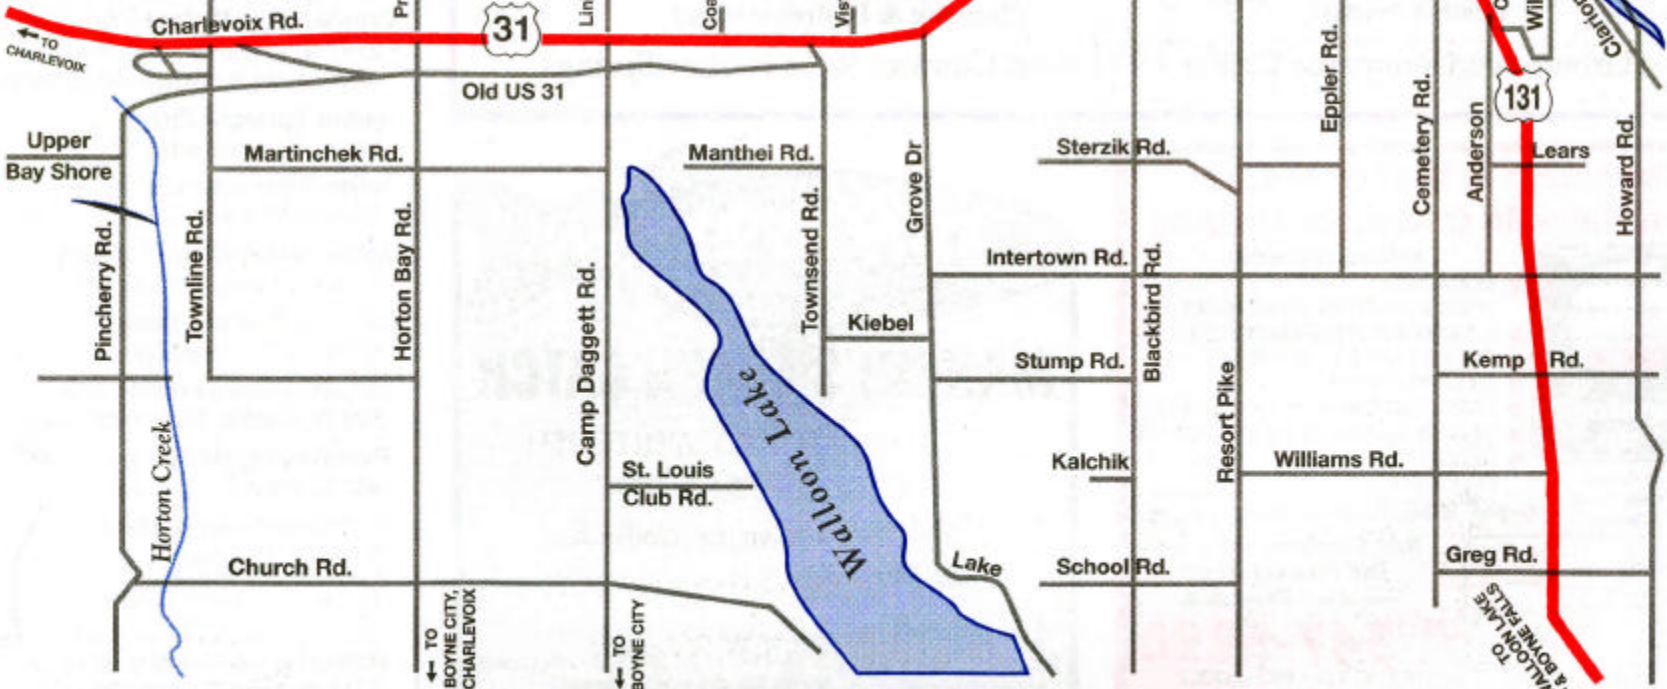 Charlevoix Rd.
31
← TO
CHARLEVOIX
Old US 31
131
Upper
Bay Shore
Martinchek Rd.
Manthei Rd.
Sterzik Rd.
Lears
Eppler Rd.
Cemetery Rd.
Anderson
Howard Rd.
Grove Dr
Pincherry Rd.
Townline Rd.
Horton Bay Rd.
Camp Daggett Rd.
Townsend Rd.
Intertown Rd.
Blackbird Rd.
Kiebel
Stump Rd.
Kemp Rd.
Resort Pike
Walloon Lake
Horton Creek
St. Louis
Club Rd.
Kalchik
Williams Rd.
Church Rd.
Lake
School Rd.
Greg Rd.
← TO
BOYNE CITY,
CHARLEVOIX
← TO
BOYNE CITY
TO
& BOYNE FALLS